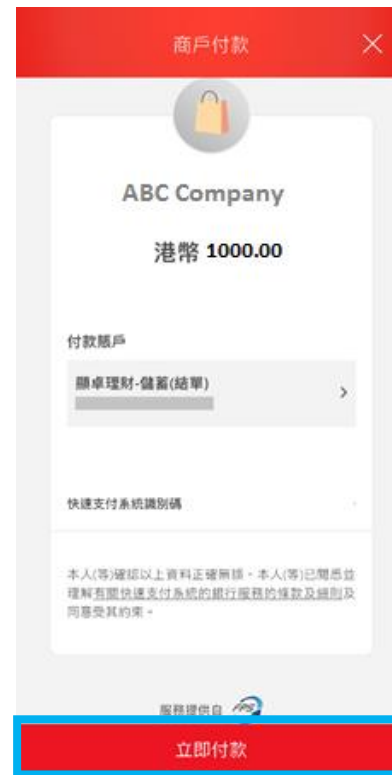 商戶付款
ABC Company
港幣 1000.00
付款賬戶
顯卓理財-儲蓄(結單)
快速支付系統識別碼
本人(等)確認以上資料正確無誤。本人(等)已閱悉並
理解有關快速支付系統的銀行服務的條款及細則及
同意受其約束。
服務提供自 FPS
立即付款